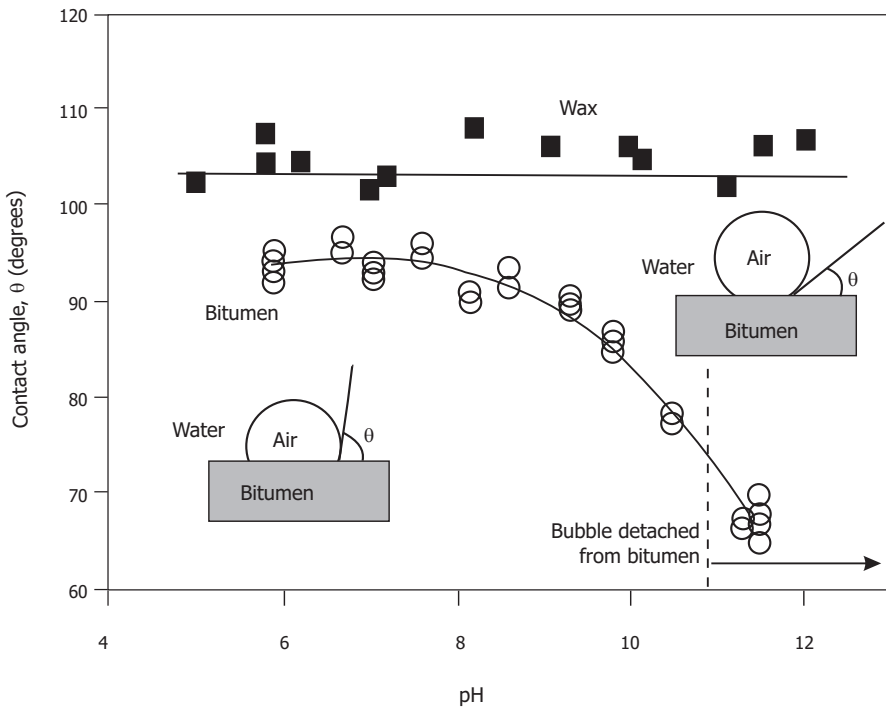 120
110
100
90
80
70
60
Contact angle, θ (degrees)
Wax
Water
Air
θ
Bitumen
Bitumen
Water
Air
θ
Bitumen
Bubble detached
from bitumen
4
6
8
10
12
pH